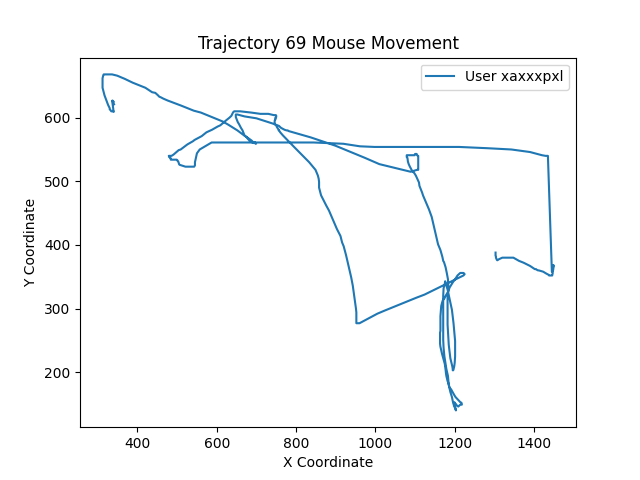 Trajectory 69 Mouse Movement
User xaxxxpxl
Y Coordinate
600
500
400
300
200
400 600 800 1000 1200 1400
X Coordinate